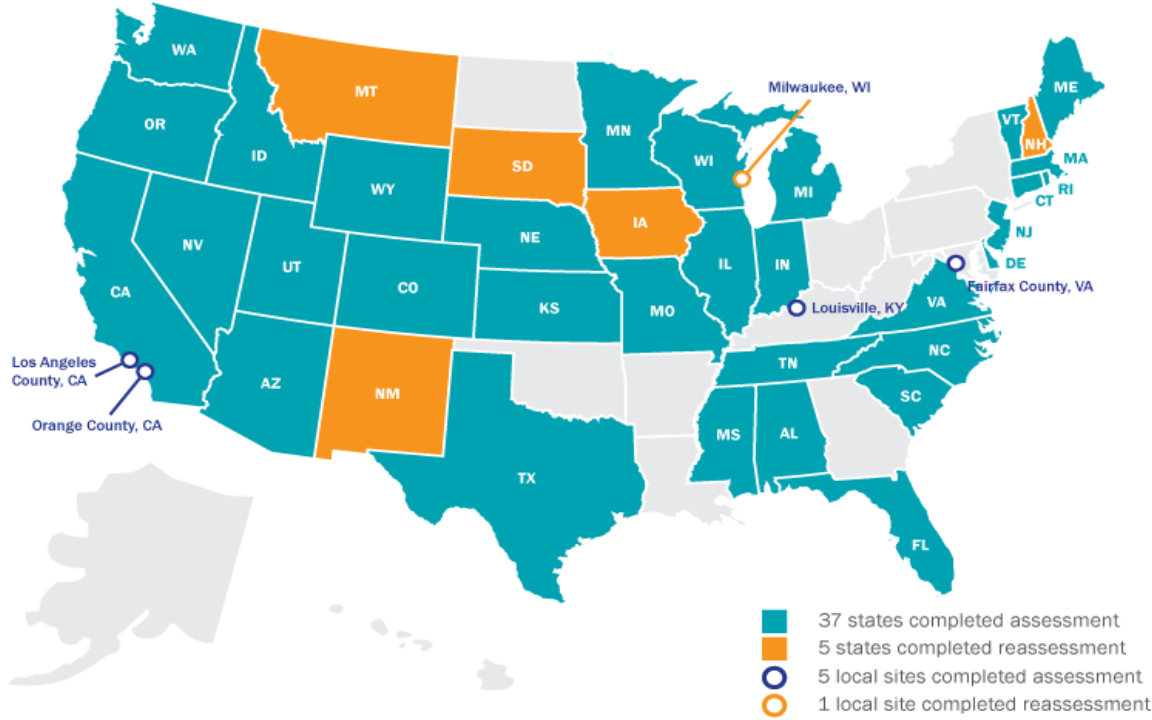 WA
MT
ME
Milwaukee, WI
VT
OR
MN
NH
ID
WI
MA
SD
WY
MI
RI
CT
IA
NE
NJ
NV
IL
IN
DE
UT
CO
Fairfax County, VA
CA
KS
MO
Louisville, KY
VA
NC
TN
Los Angeles
County, CA
AZ
NM
SC
Orange County, CA
MS
AL
TX
FL
37 states completed assessment
5 states completed reassessment
5 local sites completed assessment
1 local site completed reassessment